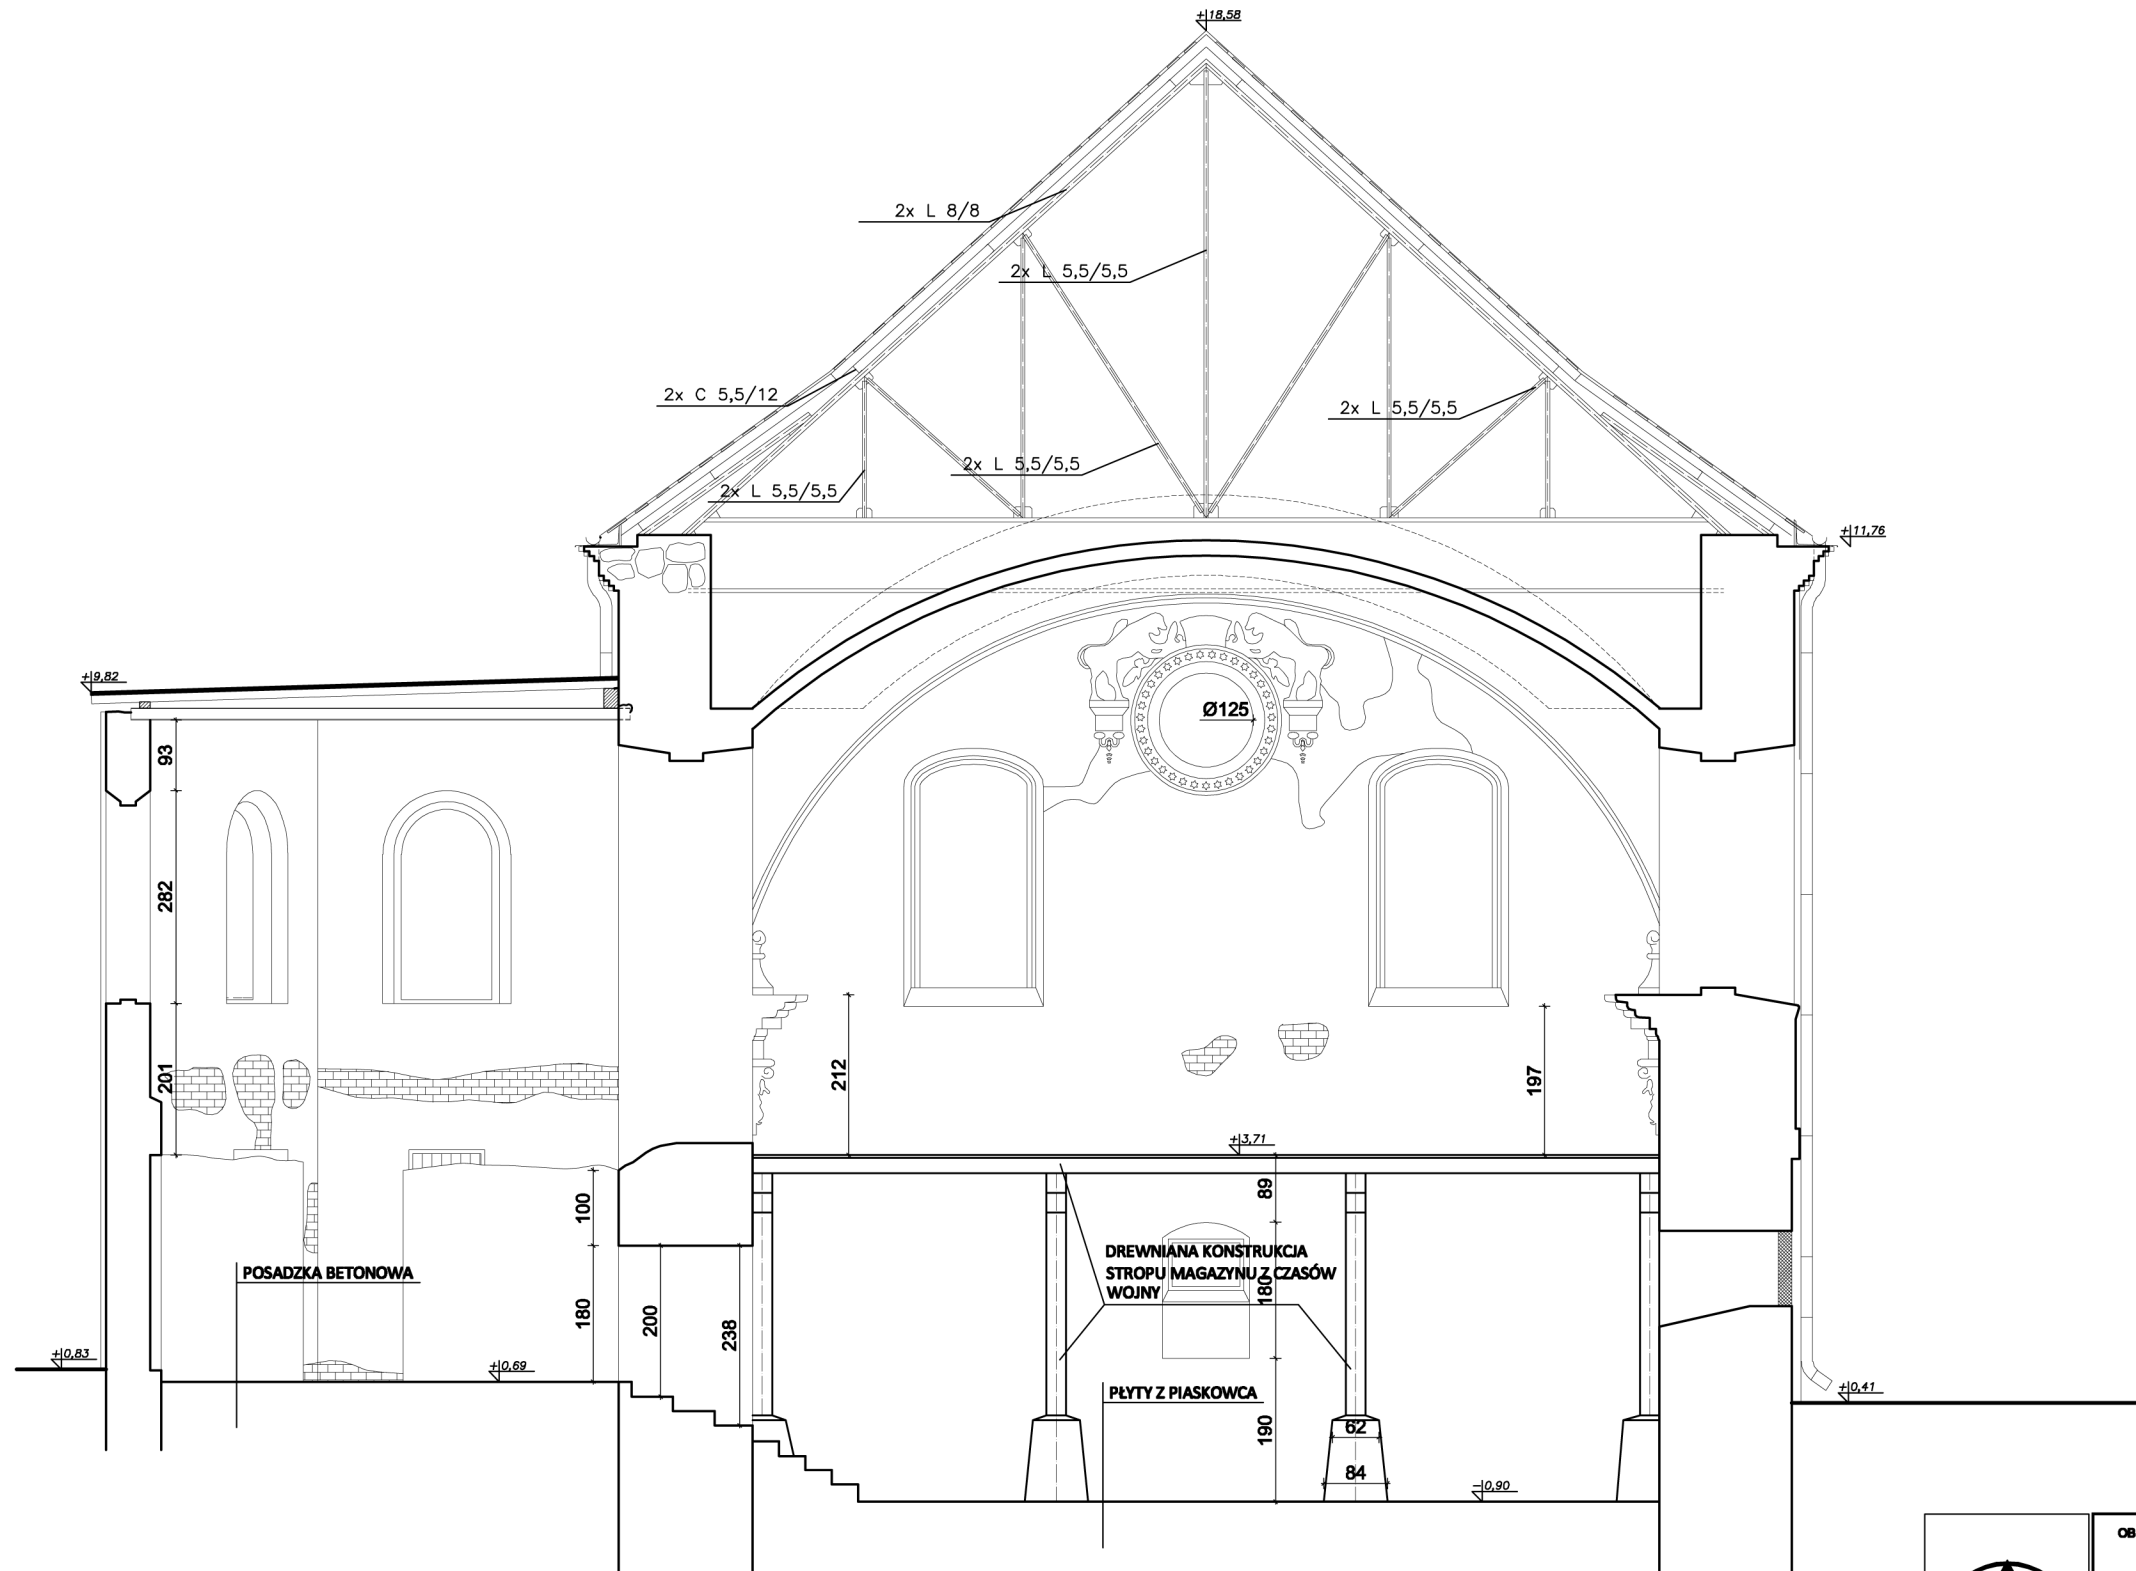 +18,58
2x L 8/8
2x L 5,5/5,5
2x C 5,5/12
2x L 5,5/5,5
2x L 5,5/5,5
2x L 5,5/5,5
+11,76
+9,82
Ø125
93
282
201
212
197
+3,71
89
100
DREWNIANA KONSTRUKCJA
STROPU MAGAZYNU Z CZASÓW
WOJNY
POSADZKA BETONOWA
180
180
200
238
+0,83
+0,69
PŁYTY Z PIASKOWCA
+0,41
190
62
84
-0,90
OB